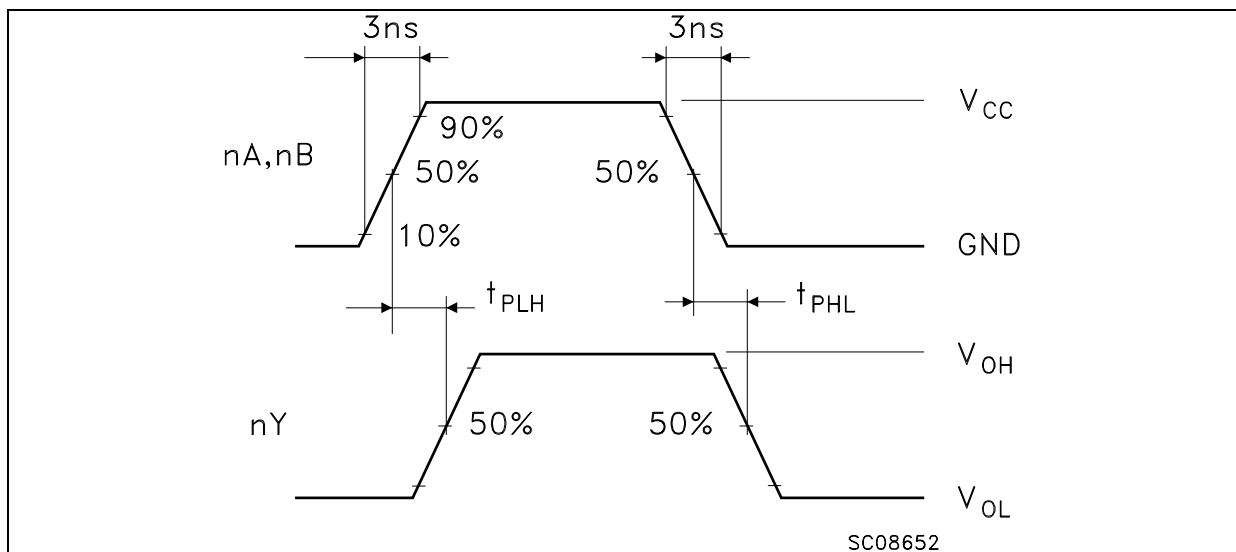 3ns 3ns
V_CC
90%
nA,nB 50% 50%
10% GND
t_PLH t_PHL
V_OH
nY 50% 50%
V_OL
SC08652